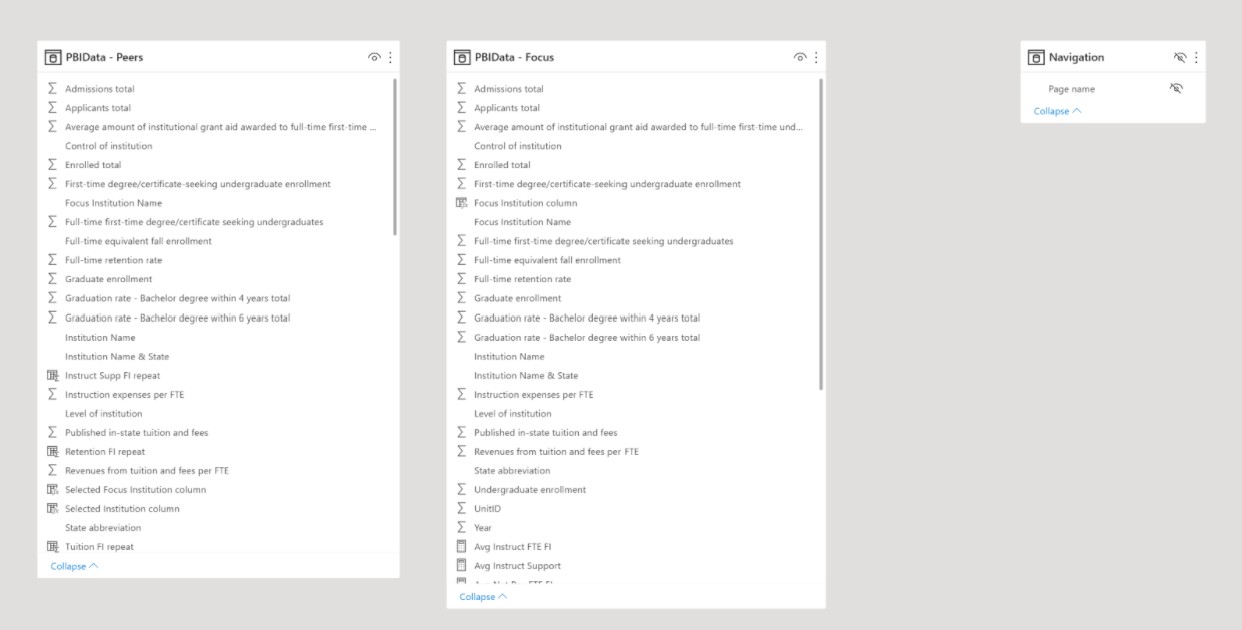 PBIData - Peers
Admissions total
Applicants total
Average amount of institutional grant aid awarded to full-time first-time ...
Control of institution
Enrolled total
First-time degree/certificate-seeking undergraduate enrollment
Focus Institution Name
Full-time first-time degree/certificate seeking undergraduates
Full-time equivalent fall enrollment
Full-time retention rate
Graduate enrollment
Graduation rate - Bachelor degree within 4 years total
Graduation rate - Bachelor degree within 6 years total
Institution Name
Institution Name & State
Instruct Supp FI repeat
Instruction expenses per FTE
Level of institution
Published in-state tuition and fees
Retention FI repeat
Revenues from tuition and fees per FTE
Selected Focus Institution column
Selected Institution column
State abbreviation
Tuition FI repeat
Collapse
PBIData - Focus
Admissions total
Applicants total
Average amount of institutional grant aid awarded to full-time first-time und...
Control of institution
Enrolled total
First-time degree/certificate-seeking undergraduate enrollment
Focus Institution column
Focus Institution Name
Full-time first-time degree/certificate seeking undergraduates
Full-time equivalent fall enrollment
Full-time retention rate
Graduate enrollment
Graduation rate - Bachelor degree within 4 years total
Graduation rate - Bachelor degree within 6 years total
Institution Name
Institution Name & State
Instruction expenses per FTE
Level of institution
Published in-state tuition and fees
Revenues from tuition and fees per FTE
State abbreviation
Undergraduate enrollment
UnitID
Year
Avg Instruct FTE FI
Avg Instruct Support
Collapse
Navigation
Page name
Collapse